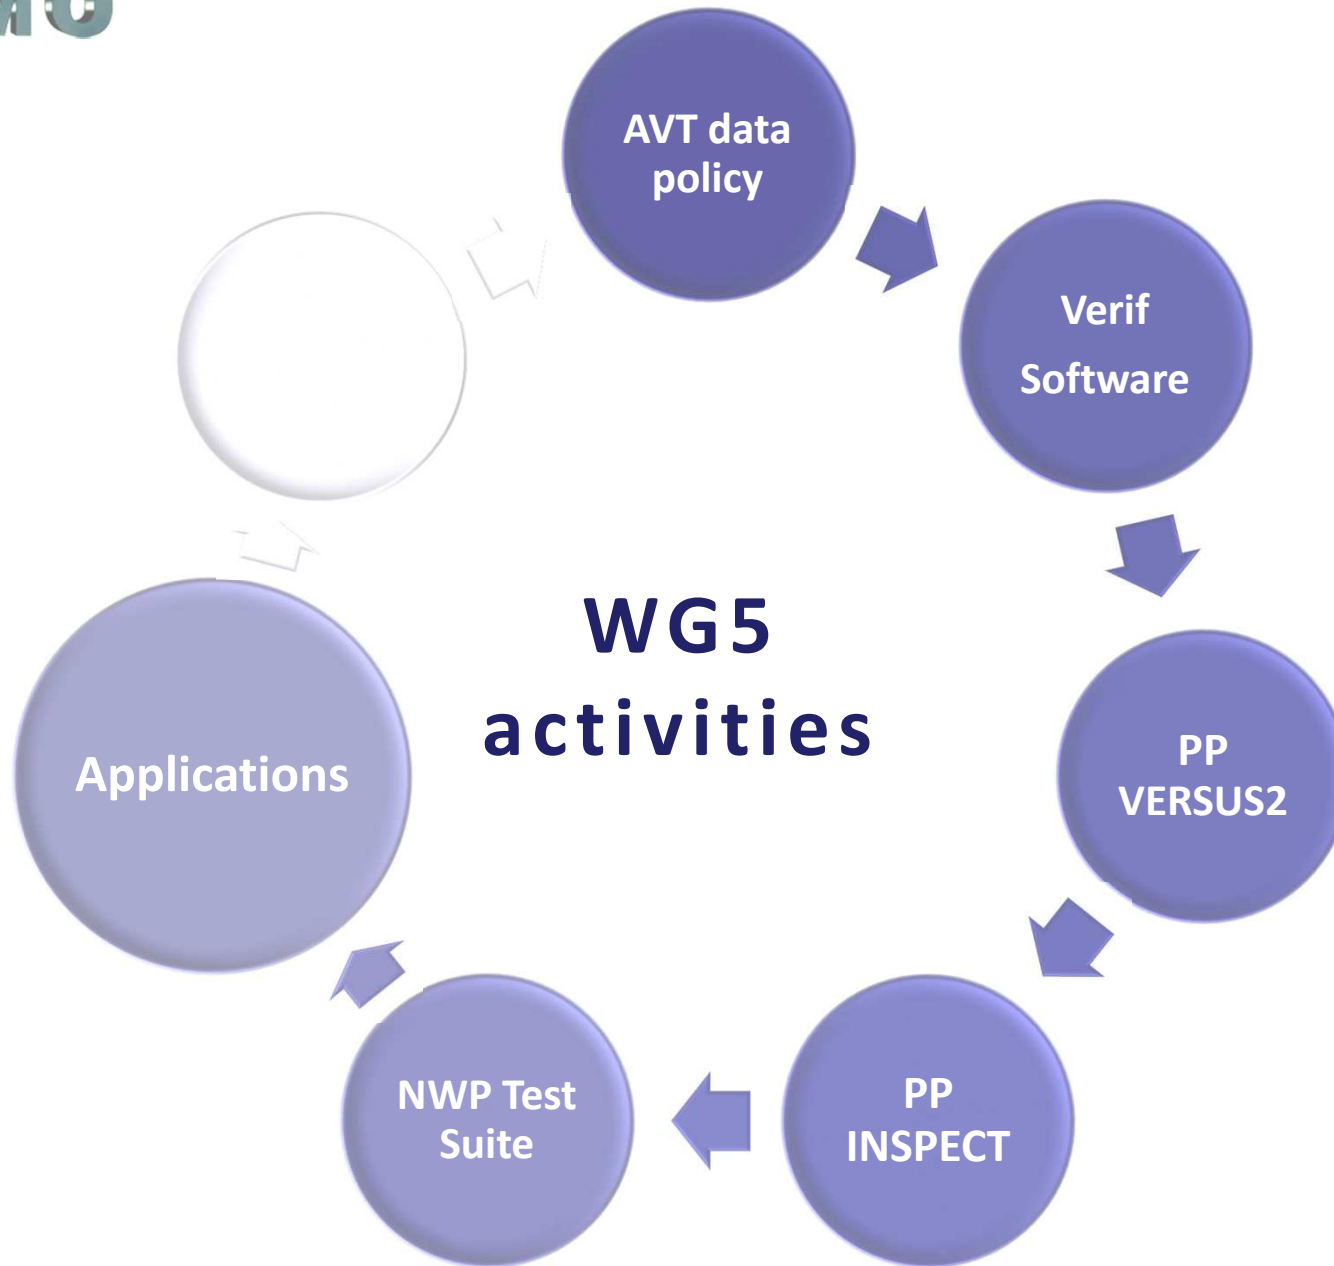 AVT data
policy
Verif
Software
PP
VERSUS2
PP
INSPECT
NWP Test
Suite
Applications
WG5
activities